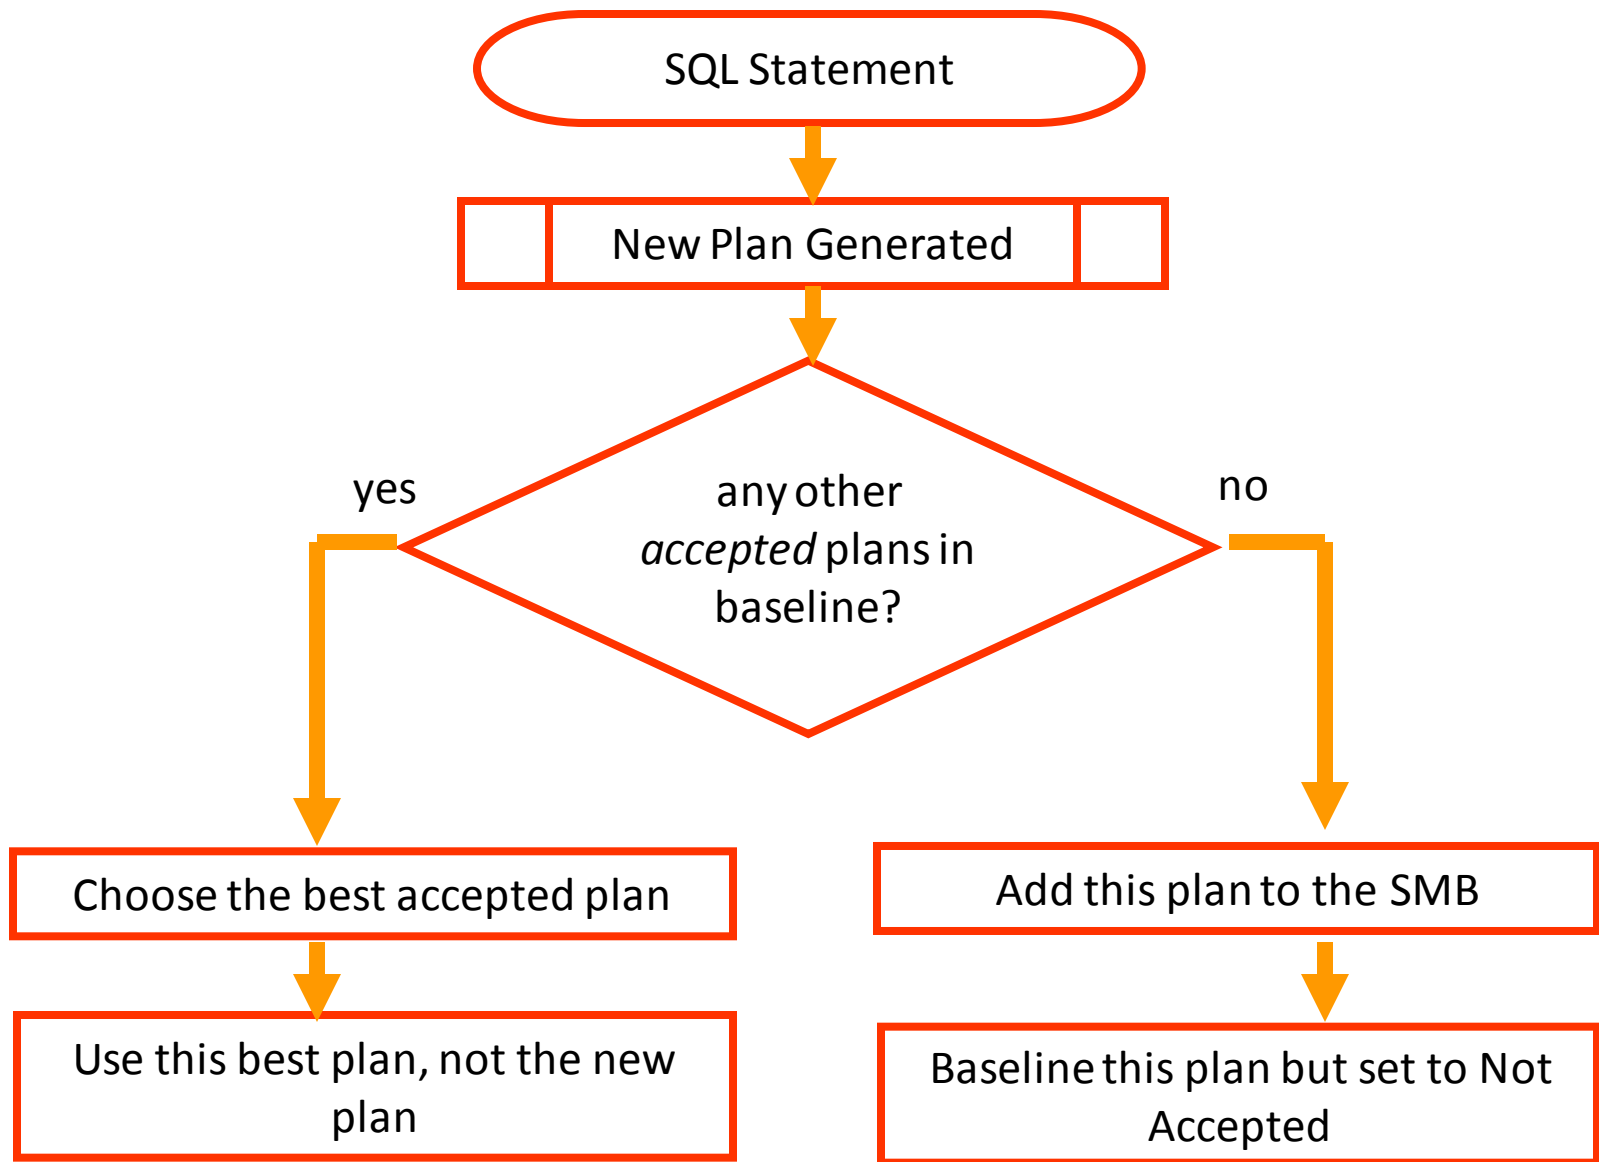 SQL Statement
New Plan Generated
yes
no
any other
accepted plans in
baseline?
Choose the best accepted plan
Add this plan to the SMB
Use this best plan, not the new
plan
Baseline this plan but set to Not
Accepted